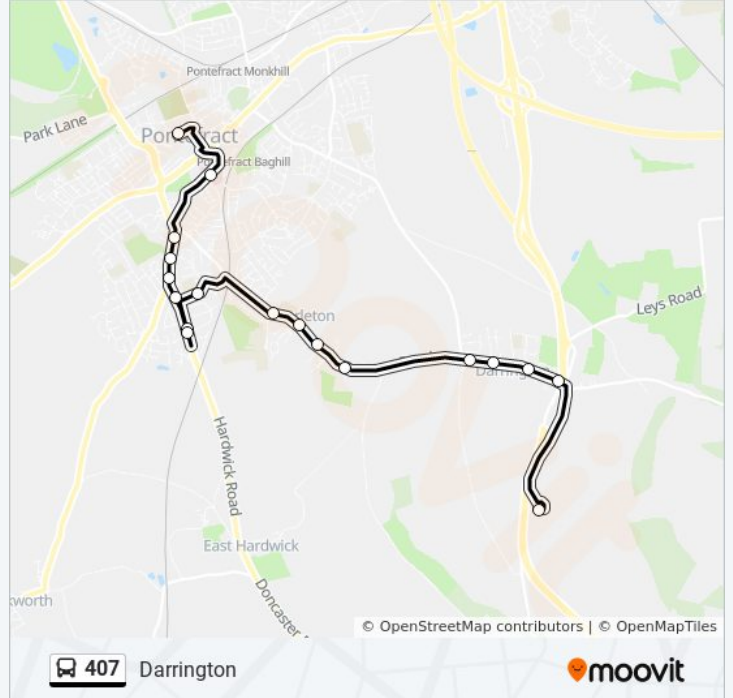 Pontefract Monkhill
Park Lane
Pontefract
Pontefract Baghill
Leys Road
Hardwick Road
East Hardwick
© OpenStreetMap contributors | © OpenMapTiles
407 Darrington
moovit